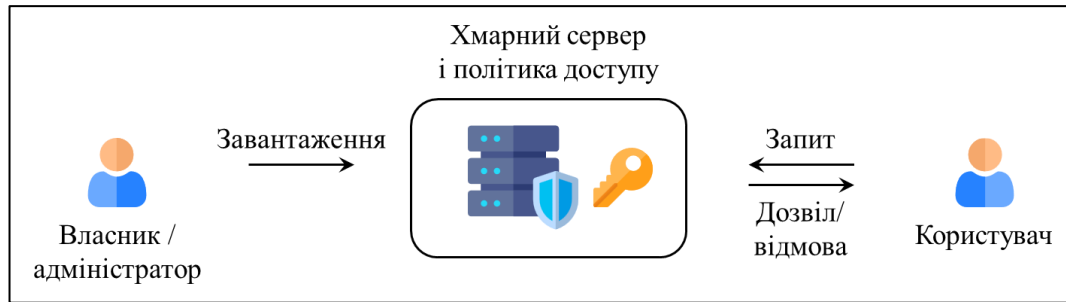 Хмарний сервер
і політика доступу
Завантаження
Власник /
адміністратор
Запит
Дозвіл/
відмова
Користувач